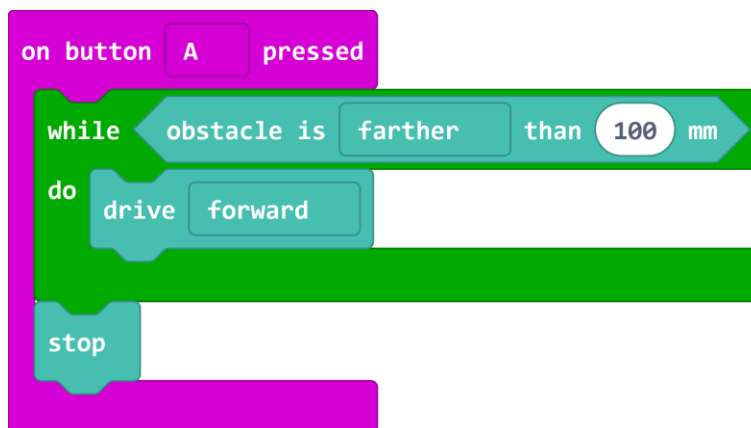 on button A pressed
while obstacle is farther than 100 mm
do
drive forward
stop